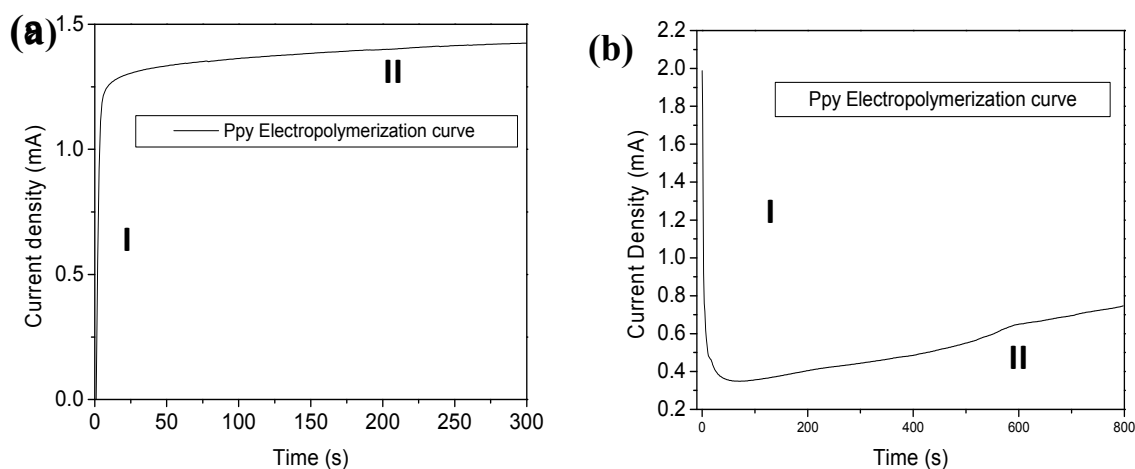 (a)
Current density (mA)
1.5
1.0
0.5
0.0
I
II
Ppy Electropolymerization curve
0 50 100 150 200 250 300
Time (s)
(b)
Current Density (mA)
2.2
2.0
1.8
1.6
1.4
1.2
1.0
0.8
0.6
0.4
0.2
Ppy Electropolymerization curve
I
II
0 200 400 600 800
Time (s)